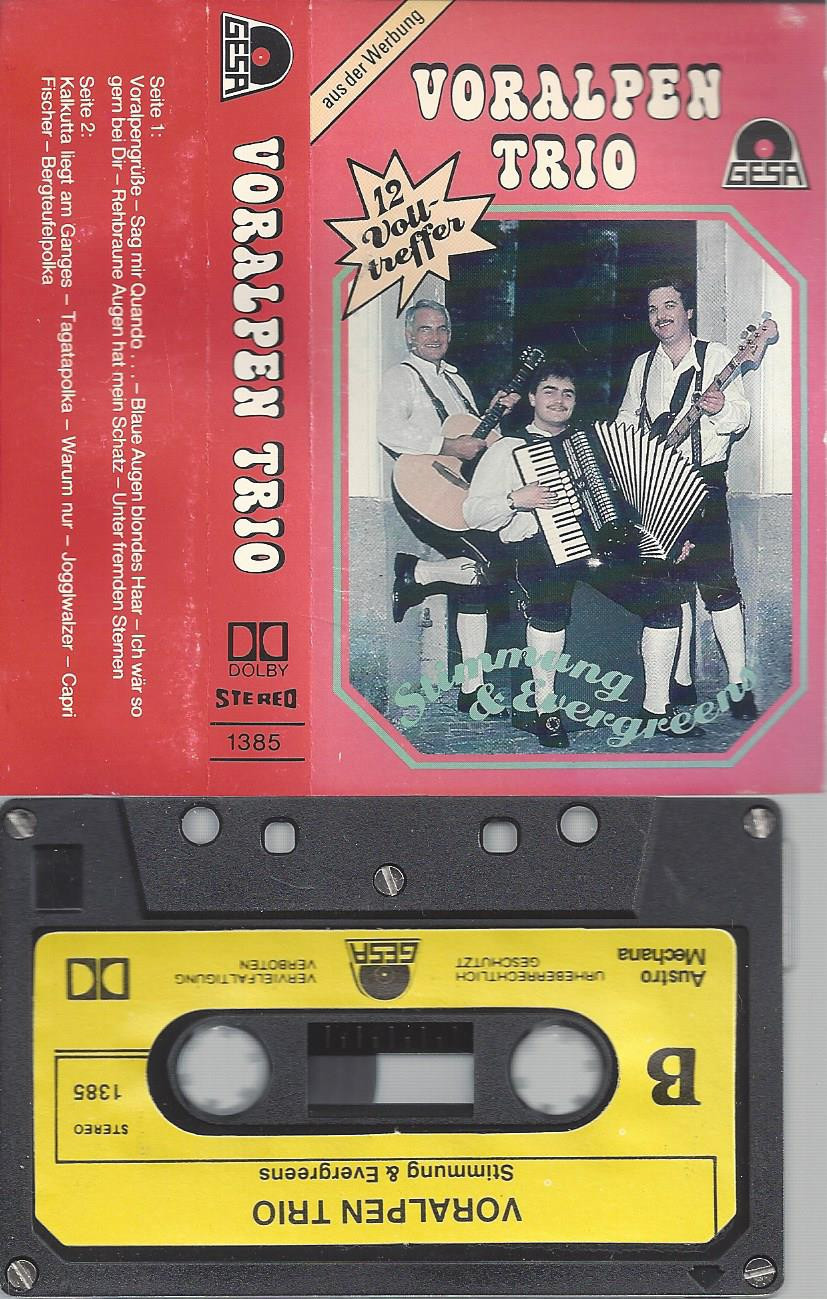 aus der Werbung
VORALPEN
TRIO
GESA
12
Voll-
treffer
Stimmung
& Evergreens
GESA
VORALPEN TRIO
DOLBY
STEREO
1385
Seite 1:
Voralpengrüße – Sag mir Quando . . . – Blaue Augen blondes Haar – Ich wär so
gern bei Dir – Rehbraune Augen hat mein Schatz – Unter fremden Sternen
Seite 2:
Kalkutta liegt am Ganges – Tagatapolka – Warum nur – Jogglwalzer – Capri
Fischer – Bergteufelpolka
VORALPEN TRIO
Stimmung & Evergreens
STEREO
1385
B
Austro
Mechana
URHEBERRECHTLICH
GESCHÜTZT
GESA
VERVIELFÄLTIGUNG
VERBOTEN